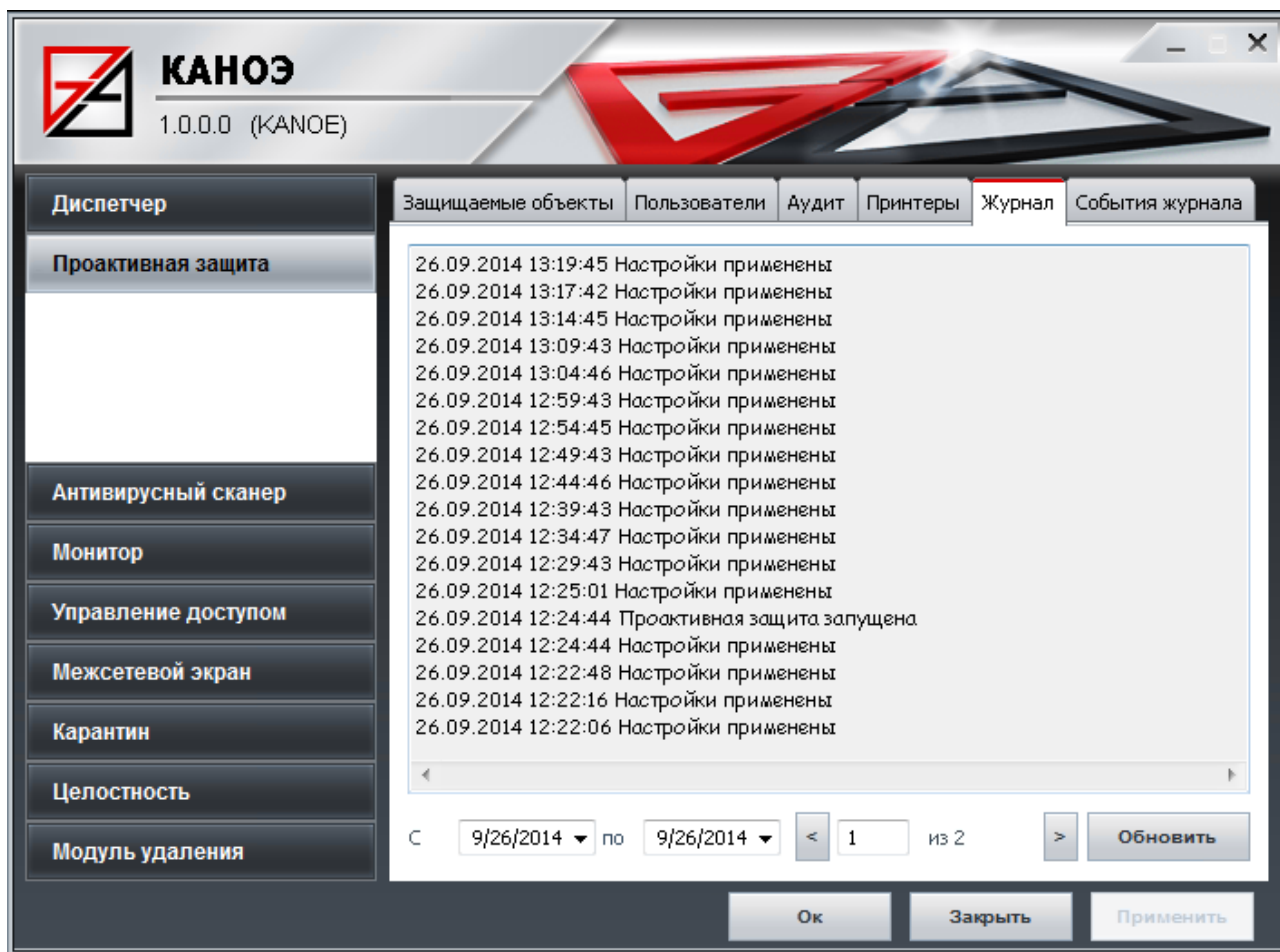 КАНОЭ
1.0.0.0 (KANOE)
Диспетчер
Проактивная защита
Антивирусный сканер
Монитор
Управление доступом
Межсетевой экран
Карантин
Целостность
Модуль удаления
Защищаемые объекты Пользователи Аудит Принтеры Журнал События журнала
26.09.2014 13:19:45 Настройки применены
26.09.2014 13:17:42 Настройки применены
26.09.2014 13:14:45 Настройки применены
26.09.2014 13:09:43 Настройки применены
26.09.2014 13:04:46 Настройки применены
26.09.2014 12:59:43 Настройки применены
26.09.2014 12:54:45 Настройки применены
26.09.2014 12:49:43 Настройки применены
26.09.2014 12:44:46 Настройки применены
26.09.2014 12:39:43 Настройки применены
26.09.2014 12:34:47 Настройки применены
26.09.2014 12:29:43 Настройки применены
26.09.2014 12:25:01 Настройки применены
26.09.2014 12:24:44 Проактивная защита запущена
26.09.2014 12:24:44 Настройки применены
26.09.2014 12:22:48 Настройки применены
26.09.2014 12:22:16 Настройки применены
26.09.2014 12:22:06 Настройки применены
С 9/26/2014 по 9/26/2014 < 1 из 2 > Обновить
Ок Закрыть Применить